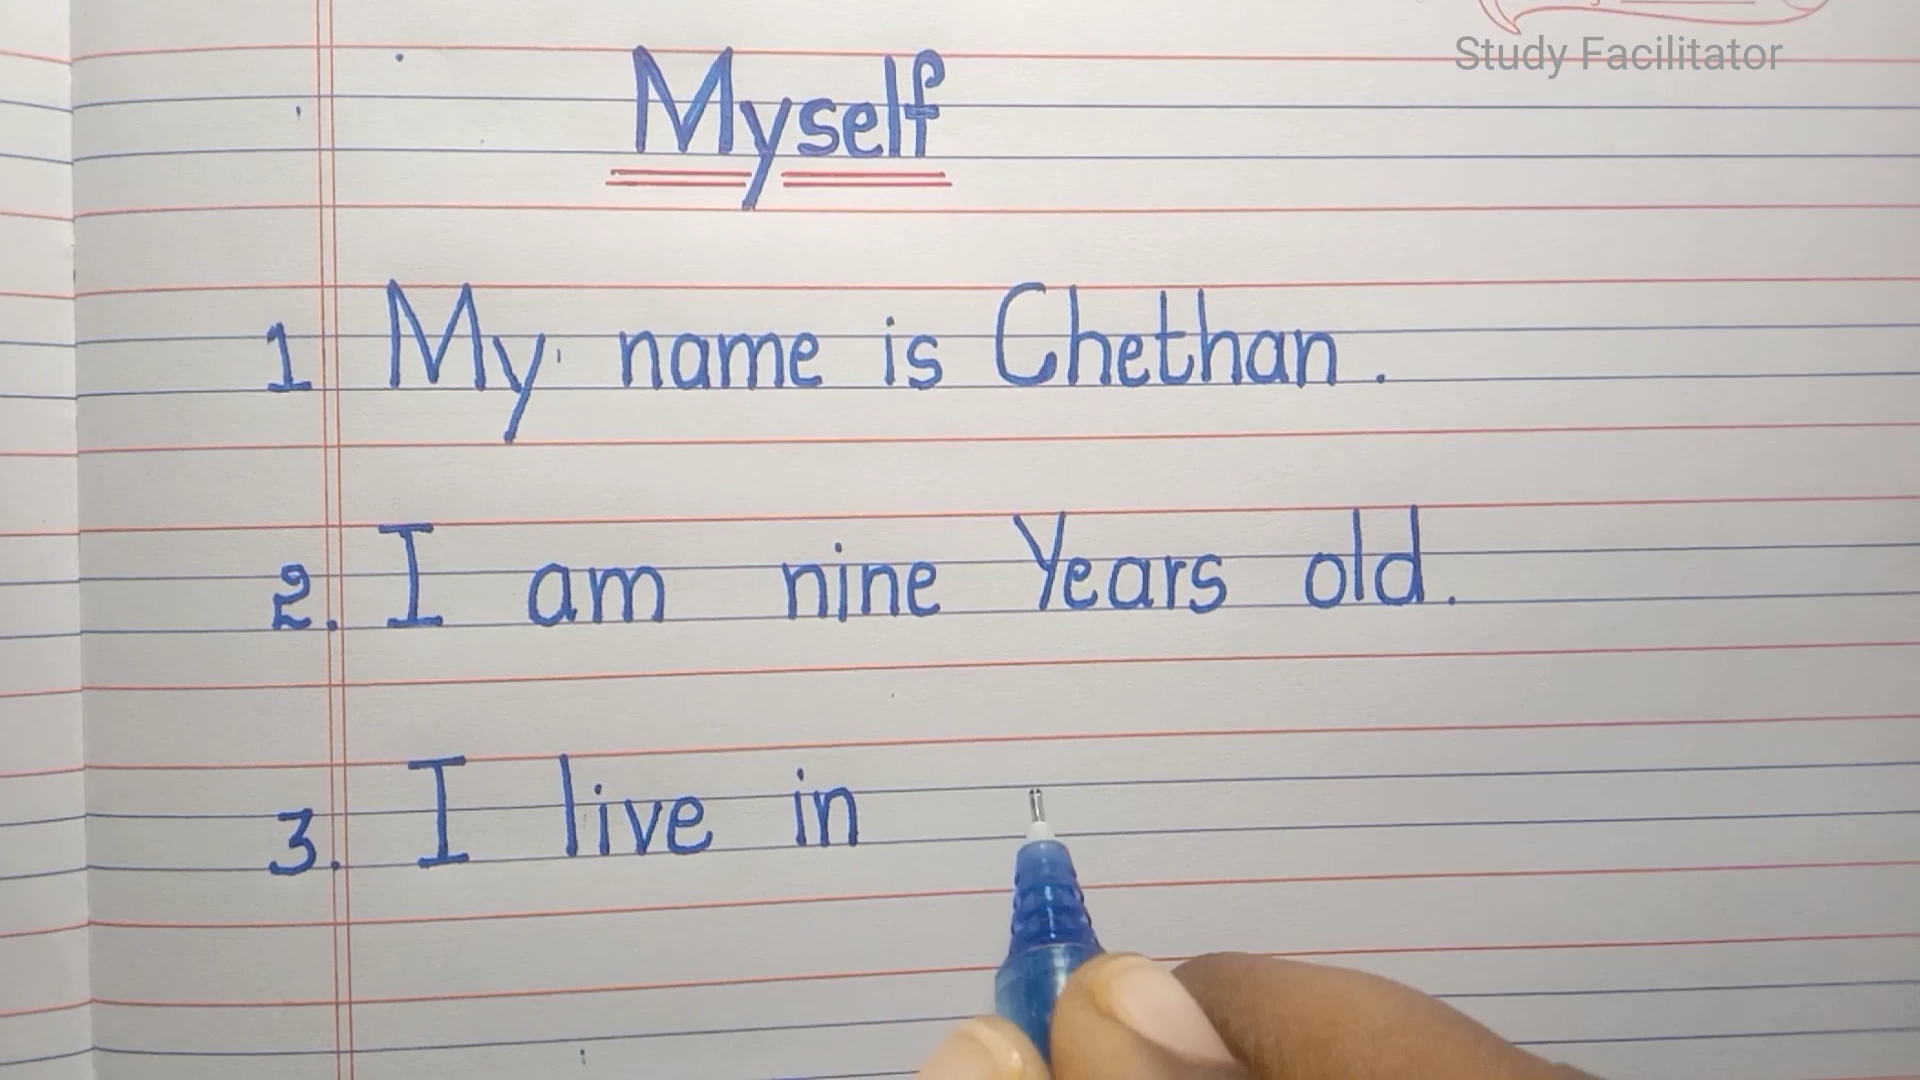 Study Facilitator
Myself
1 My name is Chethan.
2. I am nine Years old.
3. I live in